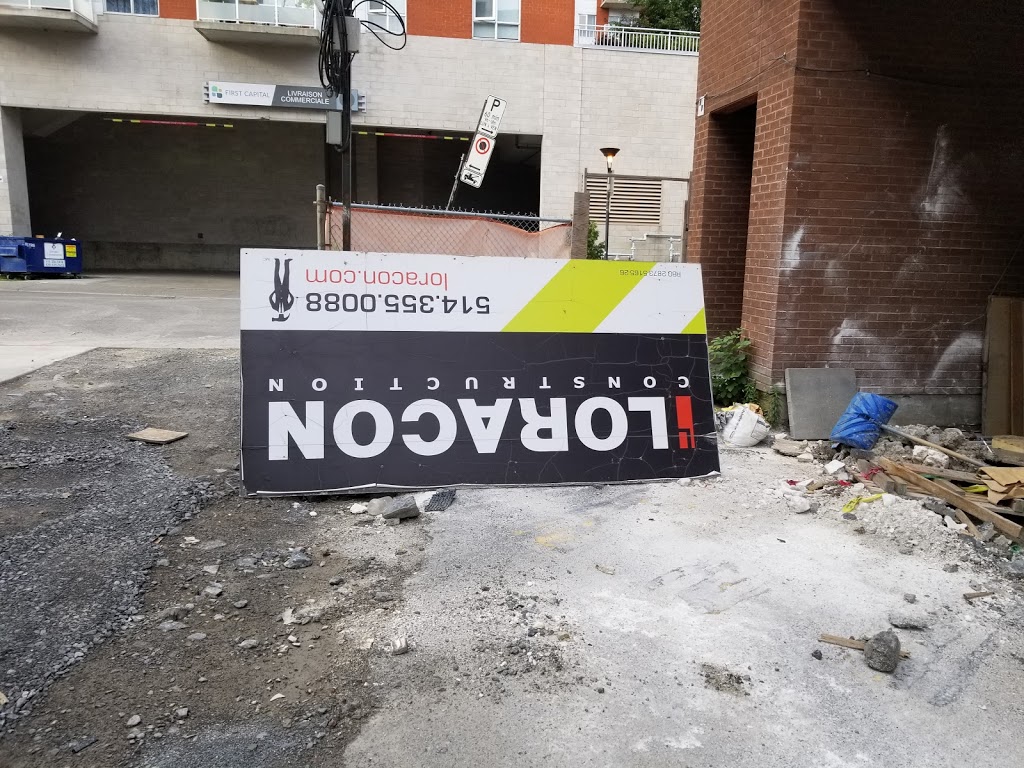 FIRST CAPITAL
LIVRAISON
COMMERCIALE
P
LORACON
CONSTRUCTION
514.355.0088
loracon.com